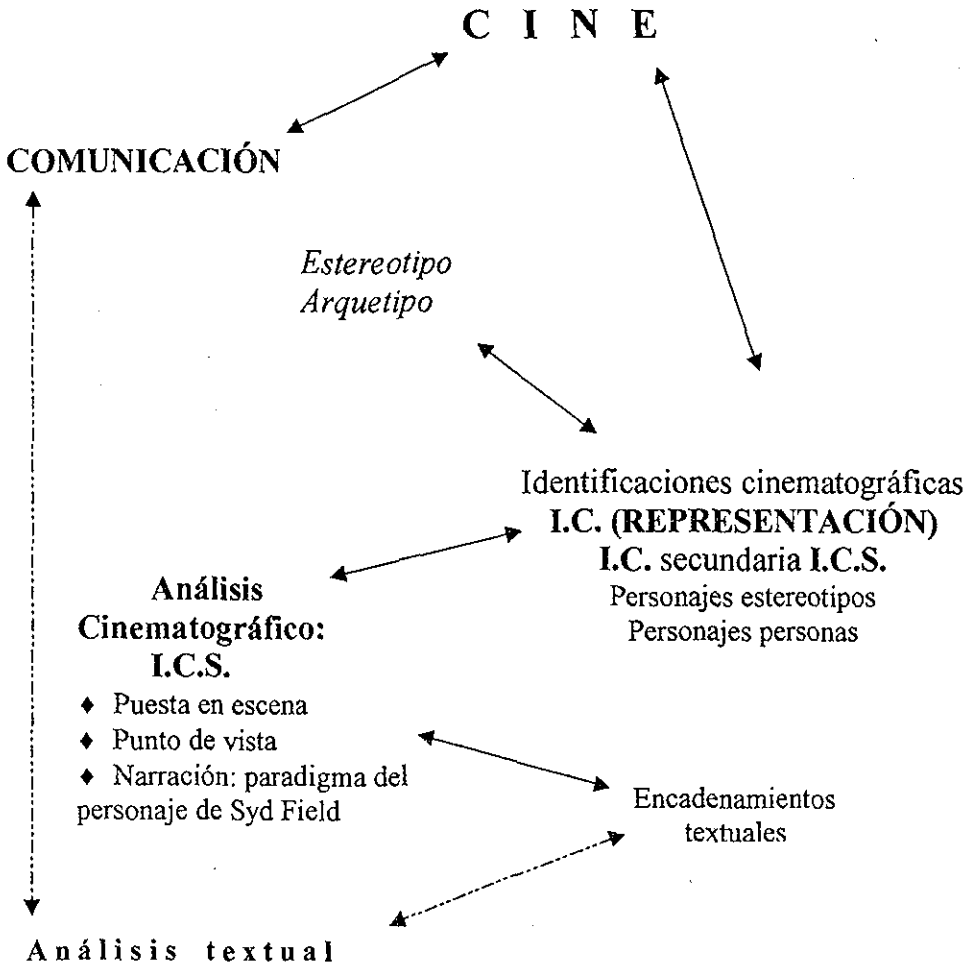 C I N E
COMUNICACIÓN
Estereotipo
Arquetipo
Identificaciones cinematográficas
I.C. (REPRESENTACIÓN)
I.C. secundaria I.C.S.
Personajes estereotipos
Personajes personas
Análisis
Cinematográfico:
I.C.S.
♦ Puesta en escena
♦ Punto de vista
♦ Narración: paradigma del
personaje de Syd Field
Encadenamientos
textuales
Análisis textual